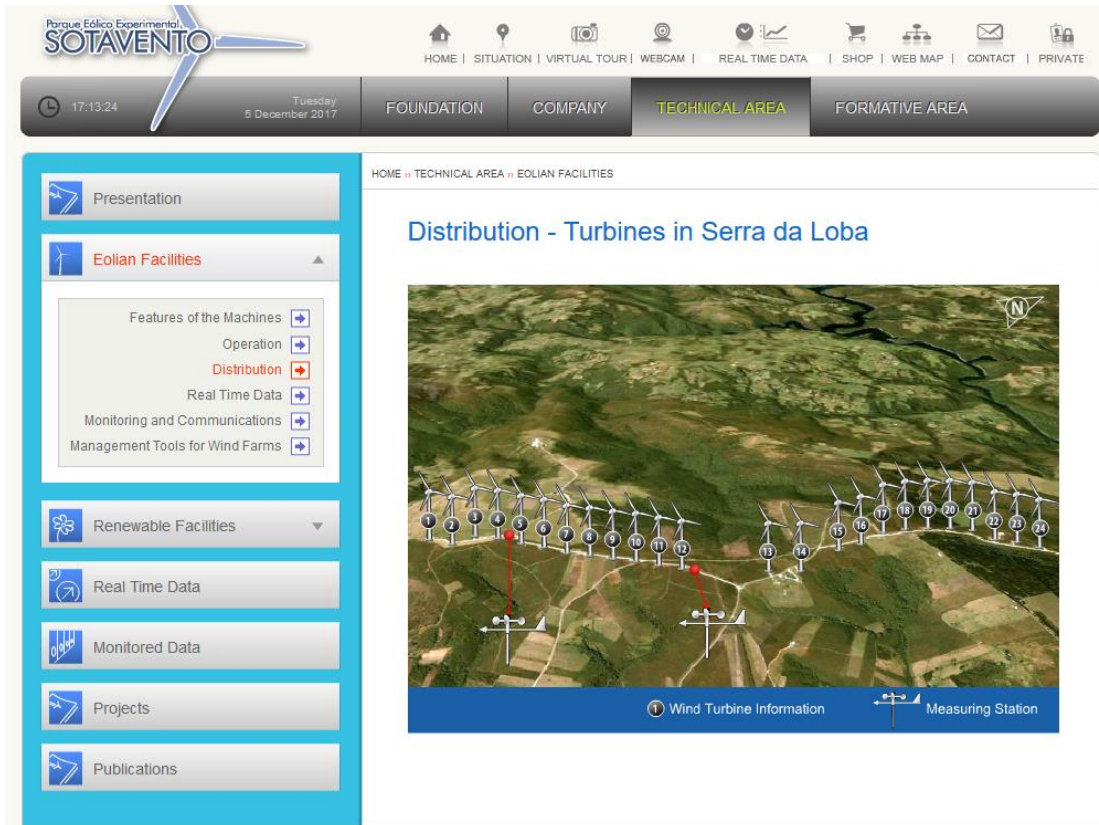 Parque Eólico Experimental
SOTAVENTO
HOME | SITUATION | VIRTUAL TOUR | WEBCAM | REAL TIME DATA | SHOP | WEB MAP | CONTACT | PRIVATE
17:13:24
Tuesday
5 December 2017
FOUNDATION
COMPANY
TECHNICAL AREA
FORMATIVE AREA
HOME » TECHNICAL AREA » EOLIAN FACILITIES
Presentation
Eolian Facilities
Features of the Machines
Operation
Distribution
Real Time Data
Monitoring and Communications
Management Tools for Wind Farms
Renewable Facilities
Real Time Data
Monitored Data
Projects
Publications
Distribution - Turbines in Serra da Loba
N
1 2 3 4 5 6 7 8 9 10 11 12 13 14 15 16 17 18 19 20 21 22 23 24
1 Wind Turbine Information
Measuring Station